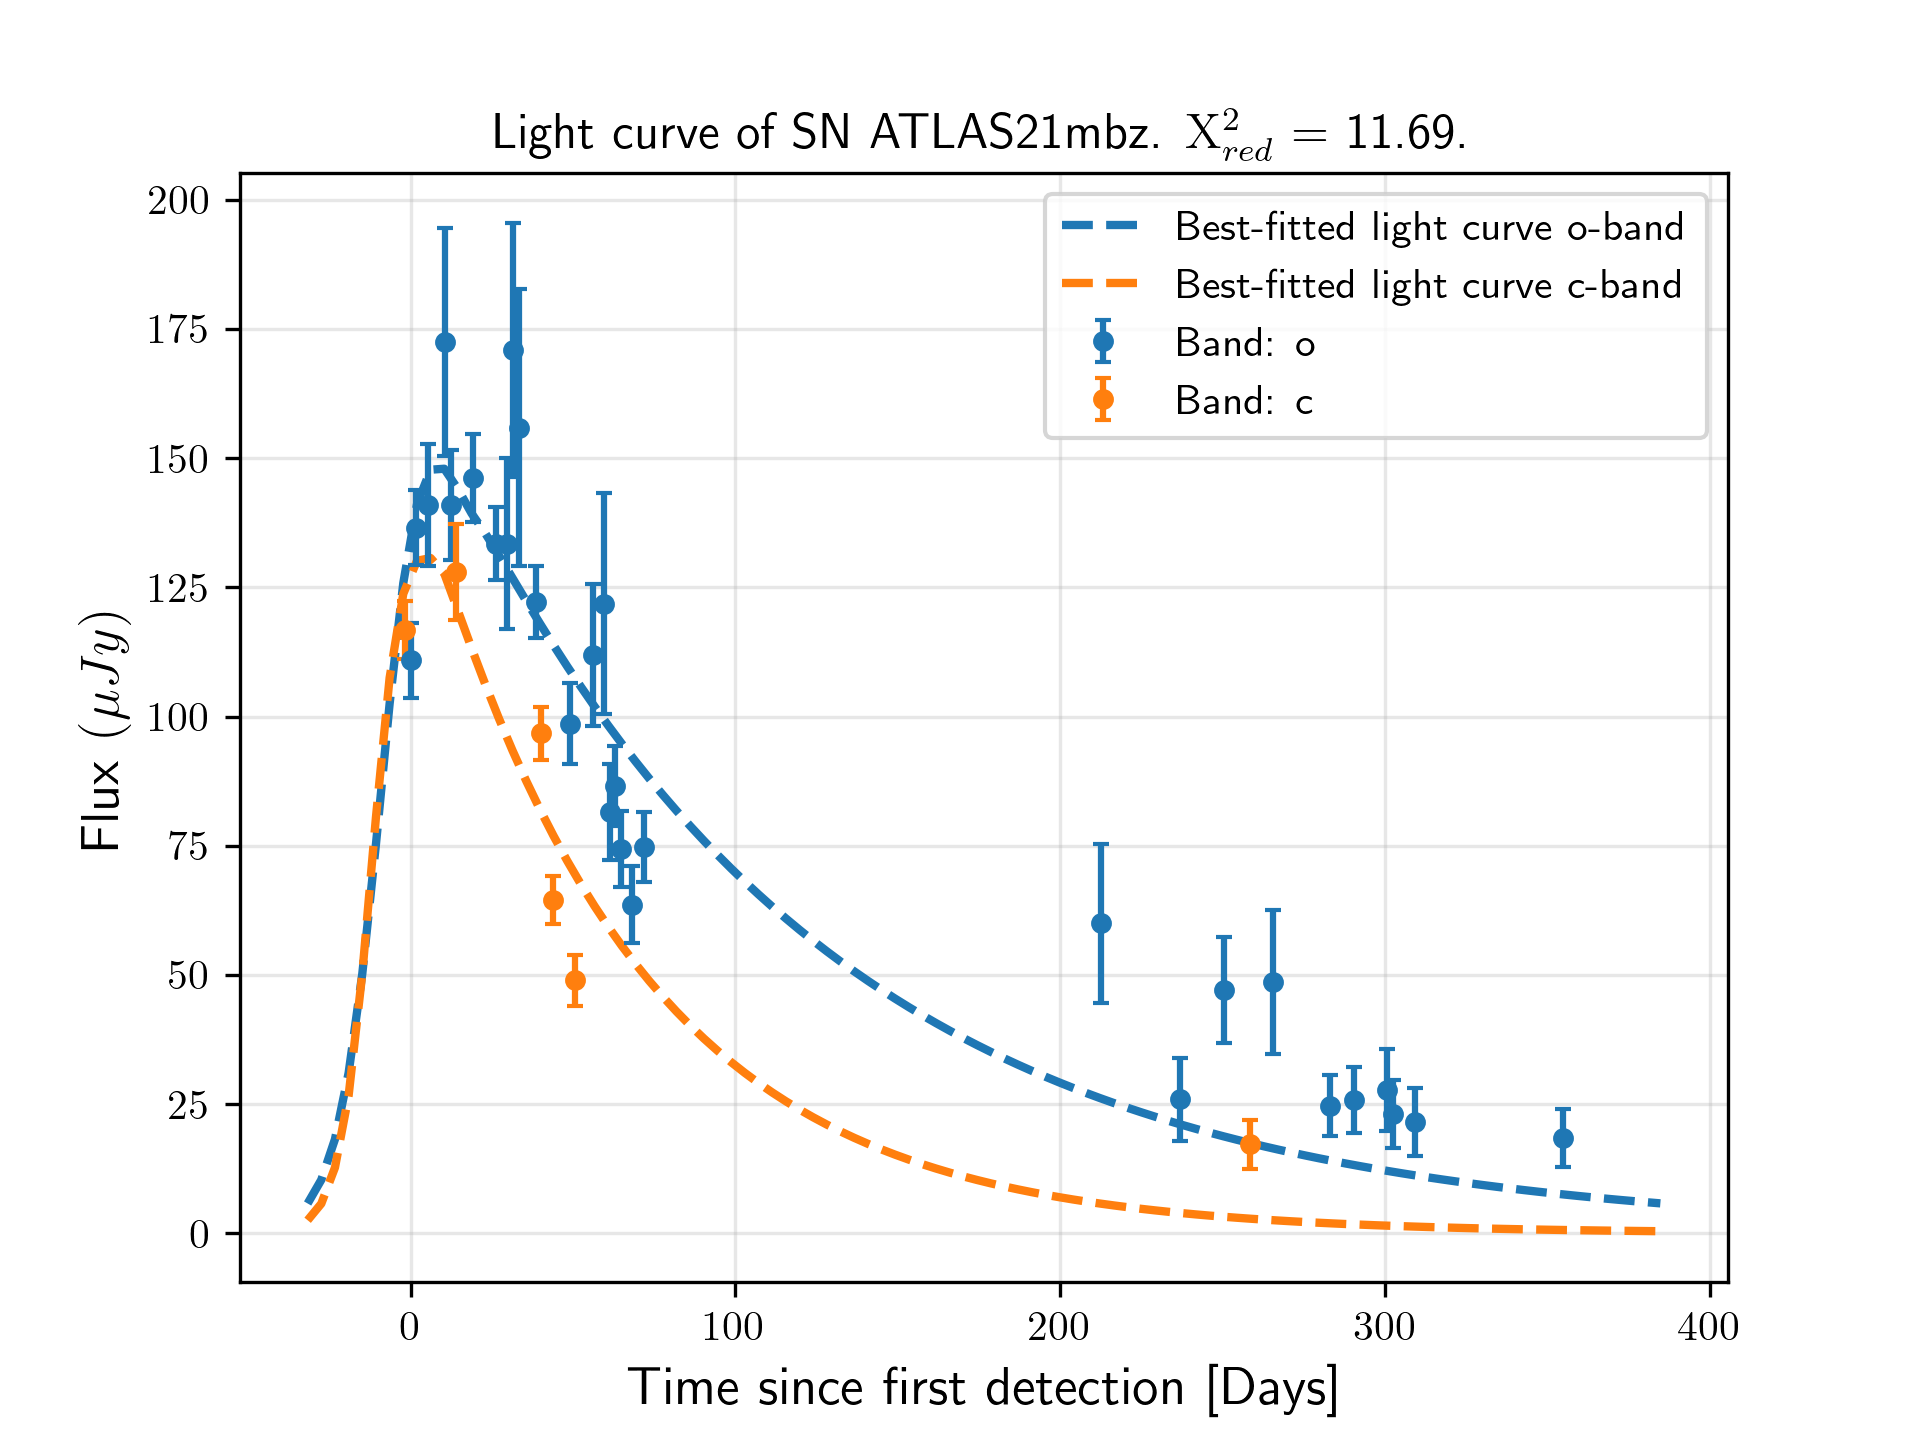 Light curve of SN ATLAS21mbz. X²_red = 11.69.
Best-fitted light curve o-band
Best-fitted light curve c-band
Band: o
Band: c
200
175
150
125
100
75
50
25
0
Flux (μJy)
0 100 200 300 400
Time since first detection [Days]